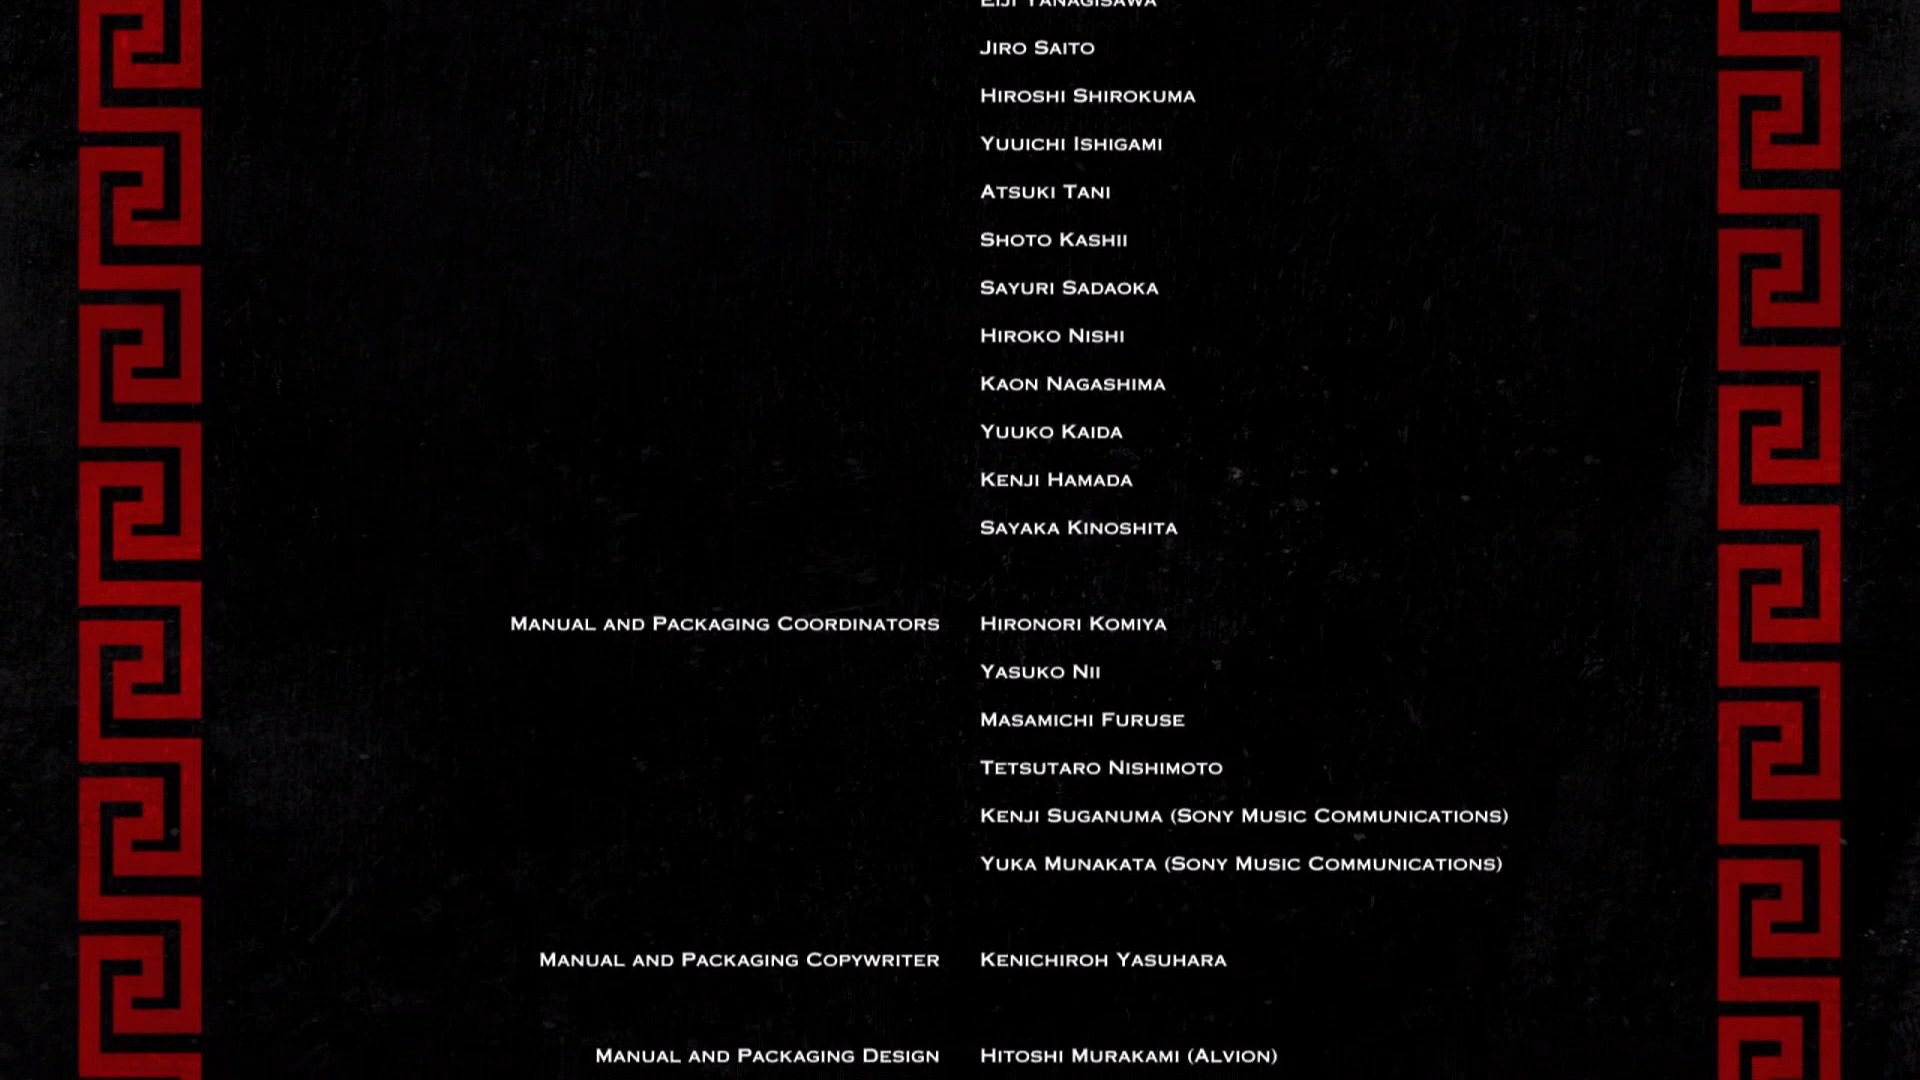 Eiji Yanagisawa
Jiro Saito
Hiroshi Shirokuma
Yuuichi Ishigami
Atsuki Tani
Shoto Kashii
Sayuri Sadaoka
Hiroko Nishi
Kaon Nagashima
Yuuko Kaida
Kenji Hamada
Sayaka Kinoshita
Manual and Packaging Coordinators Hironori Komiya
Yasuko Nii
Masamichi Furuse
Tetsutaro Nishimoto
Kenji Suganuma (Sony Music Communications)
Yuka Munakata (Sony Music Communications)
Manual and Packaging Copywriter Kenichiroh Yasuhara
Manual and Packaging Design Hitoshi Murakami (Alvion)